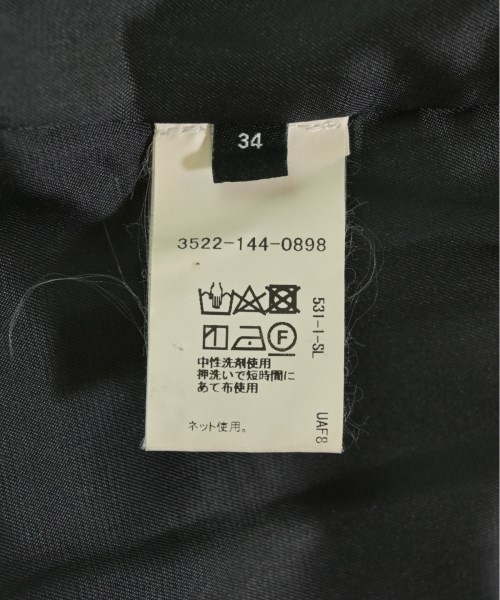 34
3522-144-0898
F
中性洗剤使用
押洗いで短時間に
あて布使用
ネット使用。
531-1-SL
UAF8